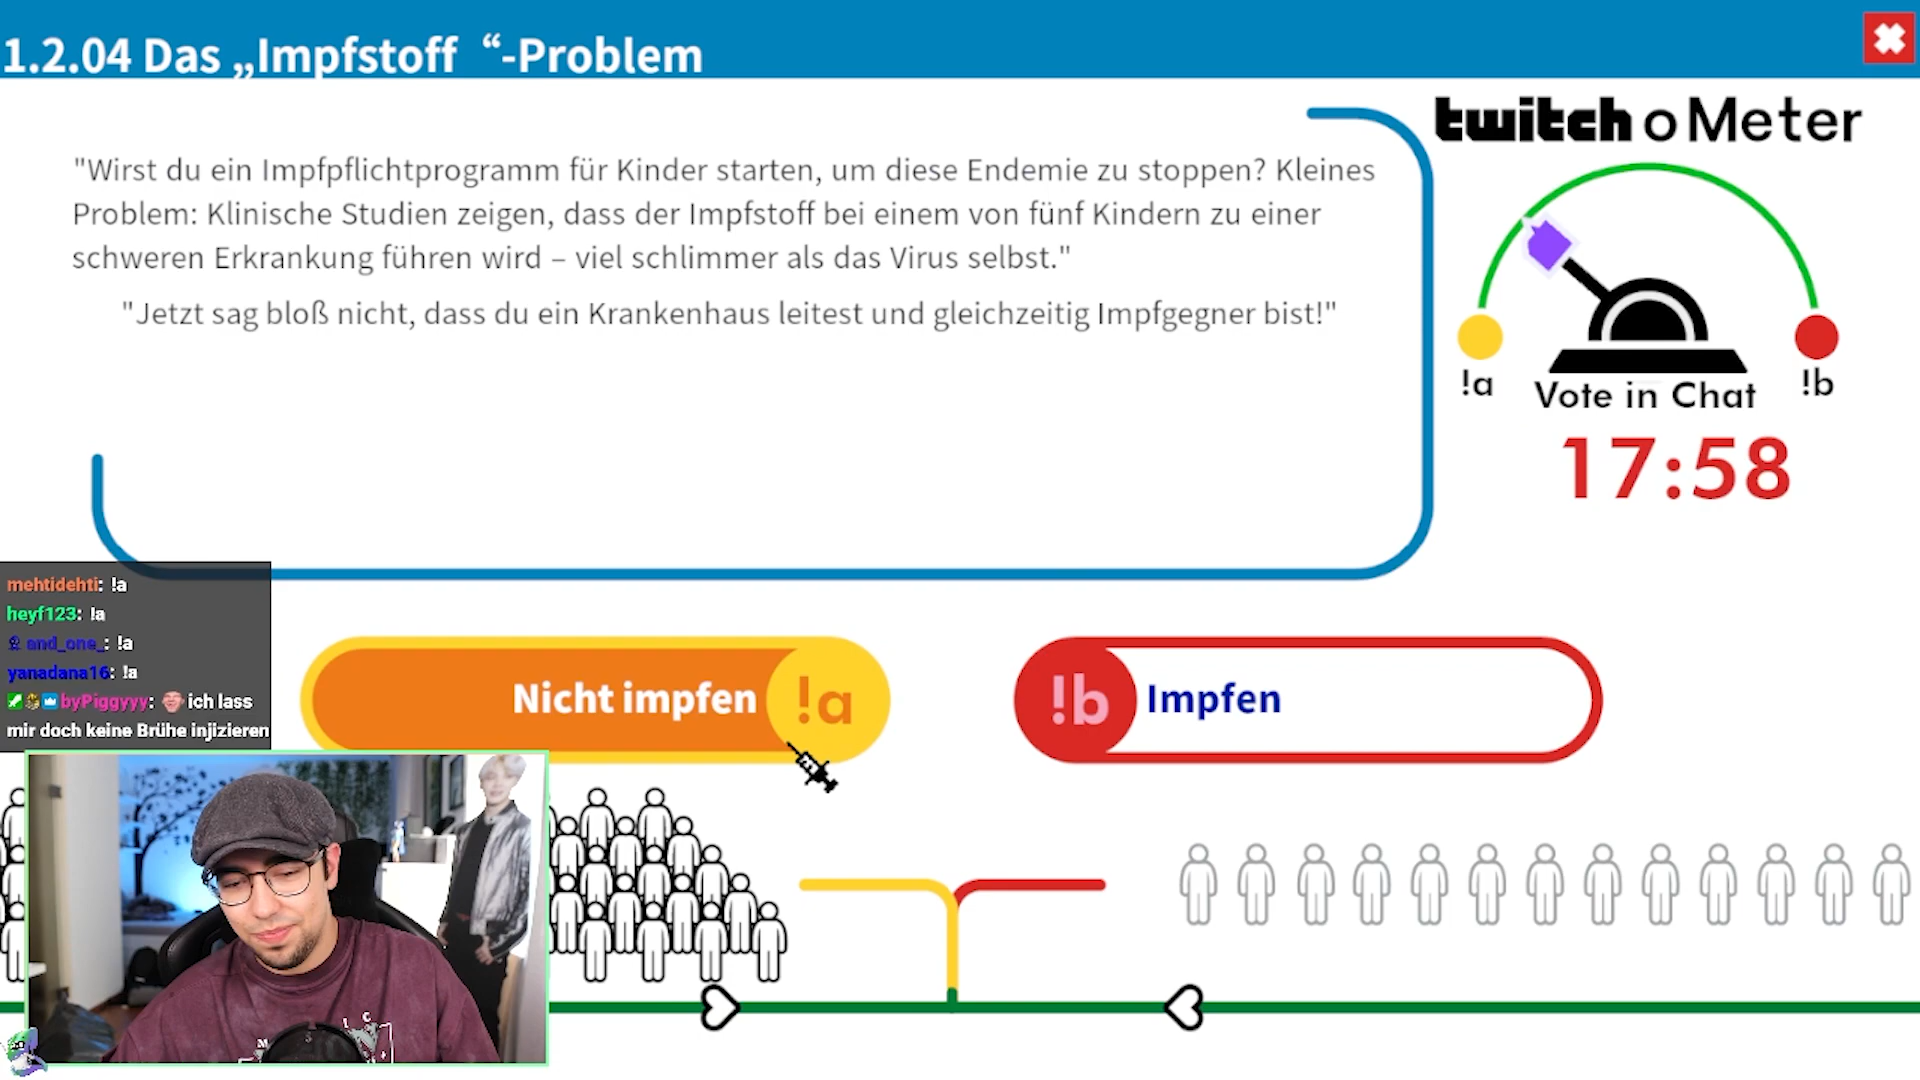 1.2.04 Das „Impfstoff “-Problem
"Wirst du ein Impfpflichtprogramm für Kinder starten, um diese Endemie zu stoppen? Kleines
Problem: Klinische Studien zeigen, dass der Impfstoff bei einem von fünf Kindern zu einer
schweren Erkrankung führen wird – viel schlimmer als das Virus selbst."
"Jetzt sag bloß nicht, dass du ein Krankenhaus leitest und gleichzeitig Impfgegner bist!"
twitch o Meter
!a
Vote in Chat
!b
17:58
mehtidehti: !a
heyf123: !a
and_one_: !a
yanadana16: !a
byPiggyyy: ich lass
mir doch keine Brühe injizieren
Nicht impfen !a
!b Impfen